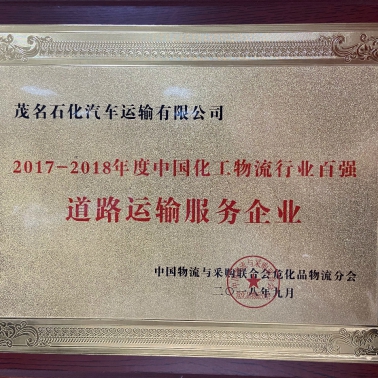 茂名石化汽车运输有限公司
2017-2018年度中国化工物流行业百强
道路运输服务企业
中国物流与采购联合会危化品物流分会
二〇一八年九月